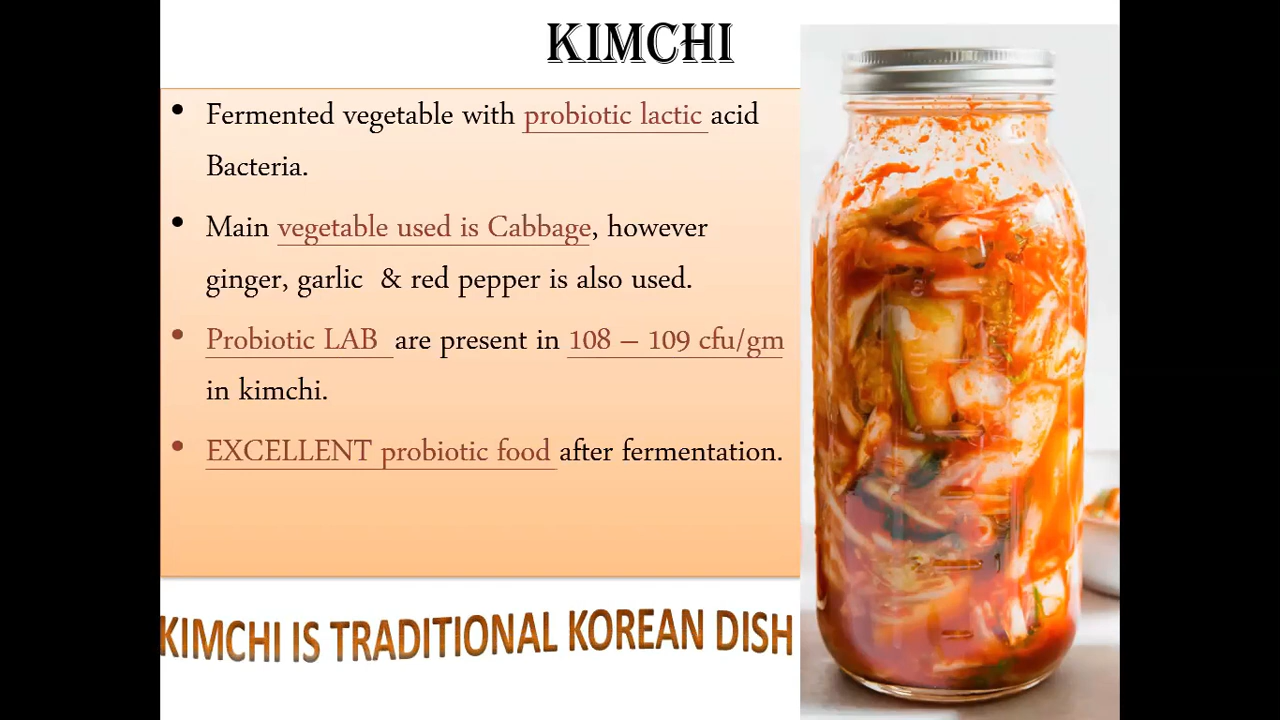 KIMCHI
• Fermented vegetable with probiotic lactic acid
Bacteria.
• Main vegetable used is Cabbage, however
ginger, garlic & red pepper is also used.
• Probiotic LAB are present in 108 – 109 cfu/gm
in kimchi.
• EXCELLENT probiotic food after fermentation.
KIMCHI IS TRADITIONAL KOREAN DISH